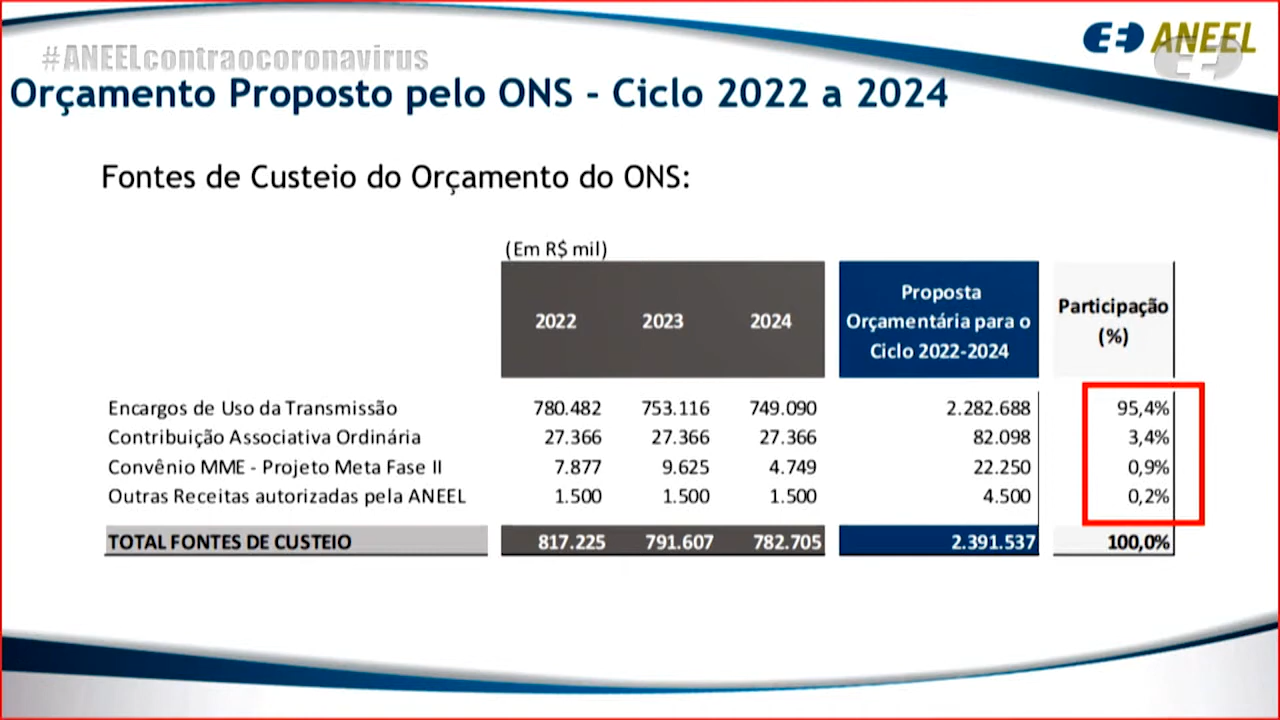 #ANEELcontraocoronavirus
ANEEL
Orçamento Proposto pelo ONS - Ciclo 2022 a 2024
Fontes de Custeio do Orçamento do ONS:
(Em R$ mil)
2022 2023 2024 Proposta Orçamentária para o Ciclo 2022-2024 Participação (%)
Encargos de Uso da Transmissão 780.482 753.116 749.090 2.282.688 95,4%
Contribuição Associativa Ordinária 27.366 27.366 27.366 82.098 3,4%
Convênio MME - Projeto Meta Fase II 7.877 9.625 4.749 22.250 0,9%
Outras Receitas autorizadas pela ANEEL 1.500 1.500 1.500 4.500 0,2%
TOTAL FONTES DE CUSTEIO 817.225 791.607 782.705 2.391.537 100,0%